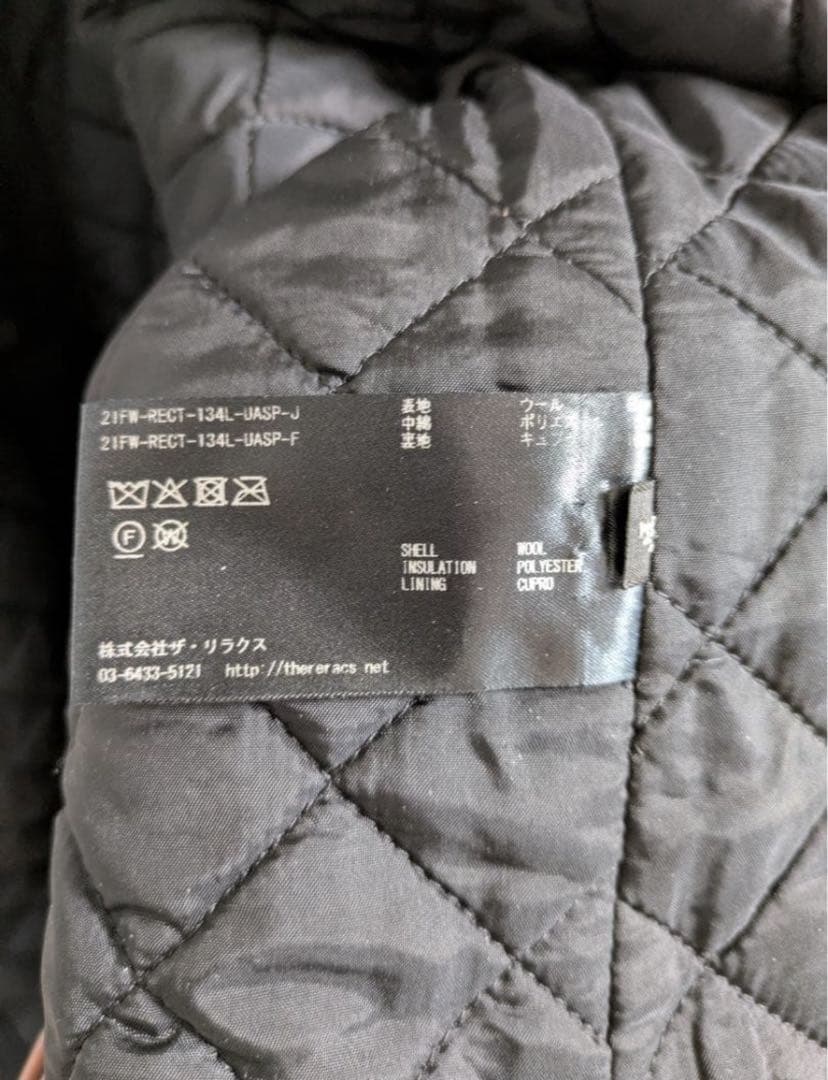 21FW-RECT-134L-UASP-J
21FW-RECT-134L-UASP-F
表地 ウール
中綿
裏地
F
W
SHELL WOOL
INSULATION POLYESTER
LINING CUPRO
株式会社ザ・リラクス
03-6433-5121 http://thereracs.net